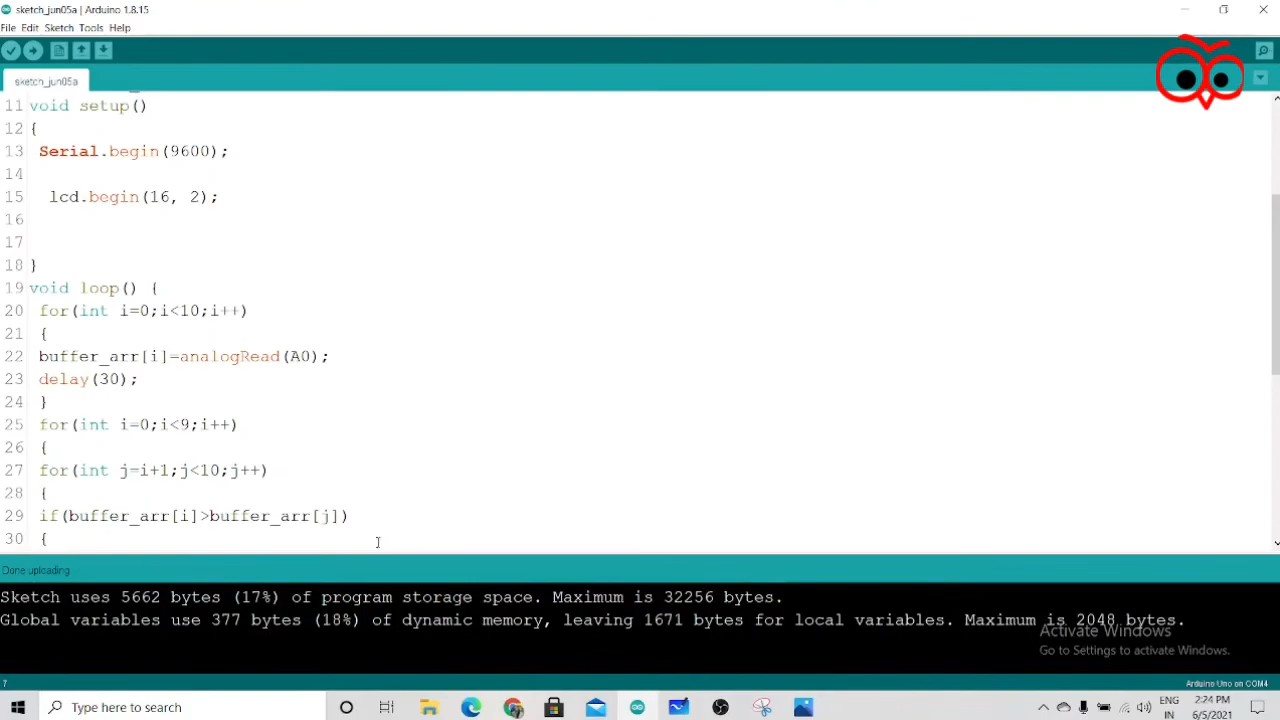 sketch_jun05a | Arduino 1.8.15
File Edit Sketch Tools Help
sketch_jun05a
11 void setup()
12 {
13 Serial.begin(9600);
14
15 lcd.begin(16, 2);
16
17
18 }
19 void loop() {
20 for(int i=0;i<10;i++)
21 {
22 buffer_arr[i]=analogRead(A0);
23 delay(30);
24 }
25 for(int i=0;i<9;i++)
26 {
27 for(int j=i+1;j<10;j++)
28 {
29 if(buffer_arr[i]>buffer_arr[j])
30 {
Done uploading
Sketch uses 5662 bytes (17%) of program storage space. Maximum is 32256 bytes.
Global variables use 377 bytes (18%) of dynamic memory, leaving 1671 bytes for local variables. Maximum is 2048 bytes.
Activate Windows
Go to Settings to activate Windows.
7 Arduino Uno on COM4
Type here to search
ENG 2:24 PM
IN 6/5/2021